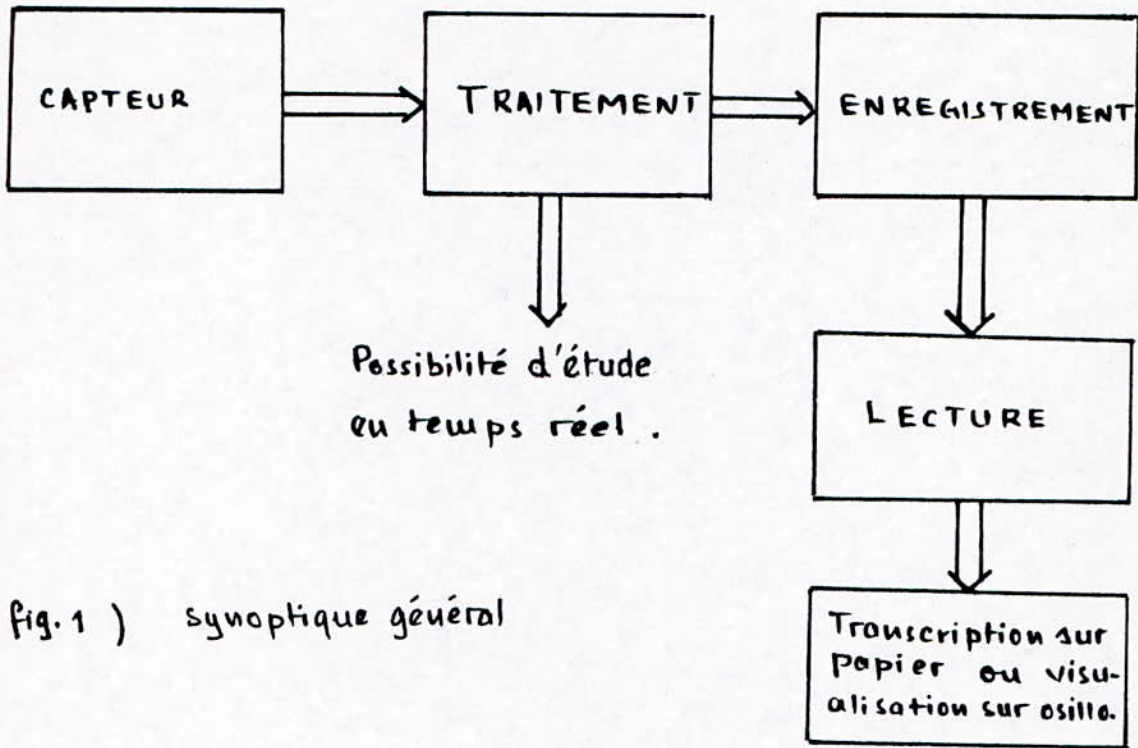 CAPTEUR
TRAITEMENT
ENREGISTREMENT
Possibilité d'étude
en temps réel.
LECTURE
fig. 1 ) synoptique général
Transcription sur
papier ou visu-
alisation sur osillo.